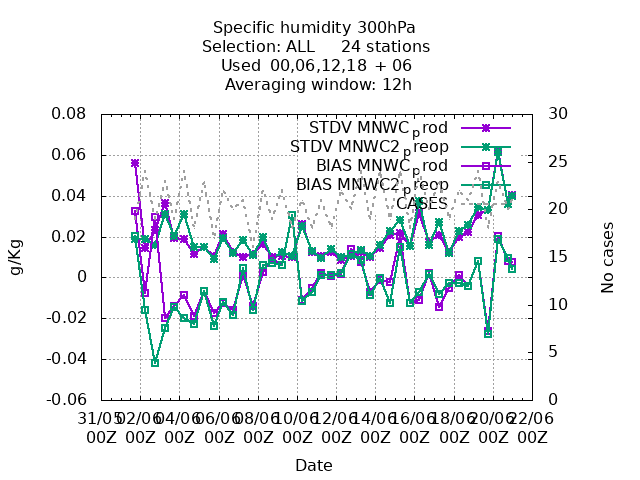 Specific humidity 300hPa
Selection: ALL 24 stations
Used 00,06,12,18 + 06
Averaging window: 12h
0.08
0.06
0.04
0.02
0
-0.02
-0.04
-0.06
g/Kg
30
25
20
15
10
5
0
No cases
STDV MNWCprod
STDV MNWC2preop
BIAS MNWCprod
BIAS MNWC2preop
CASES
31/05 02/06 04/06 06/06 08/06 10/06 12/06 14/06 16/06 18/06 20/06 22/06
00Z 00Z 00Z 00Z 00Z 00Z 00Z 00Z 00Z 00Z 00Z 00Z
Date